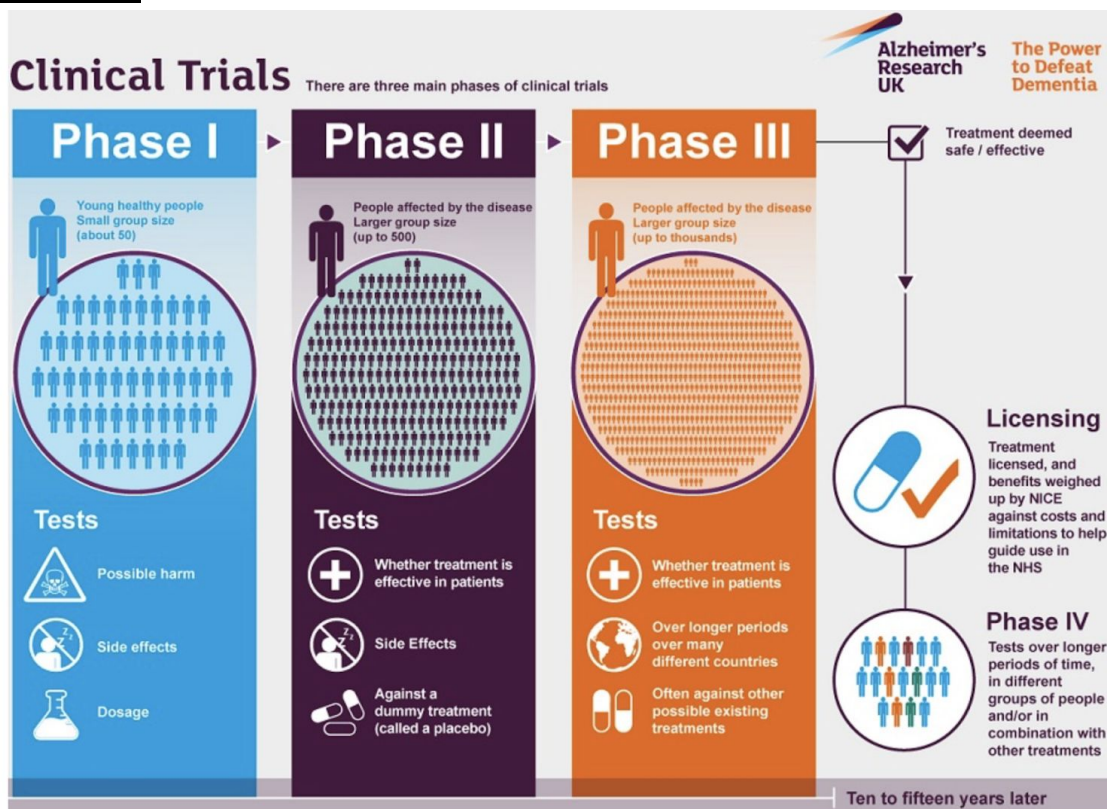 Clinical Trials
There are three main phases of clinical trials
Alzheimer's
Research
UK
The Power
to Defeat
Dementia
Phase I
Young healthy people
Small group size
(about 50)
Tests
Possible harm
Side effects
Dosage
Phase II
People affected by the disease
Larger group size
(up to 500)
Tests
Whether treatment is
effective in patients
Side Effects
Against a
dummy treatment
(called a placebo)
Phase III
People affected by the disease
Larger group size
(up to thousands)
Tests
Whether treatment is
effective in patients
Over longer periods
over many
different countries
Often against other
possible existing
treatments
Treatment deemed
safe / effective
Licensing
Treatment
licensed, and
benefits weighed
up by NICE
against costs and
limitations to help
guide use in
the NHS
Phase IV
Tests over longer
periods of time,
in different
groups of people
and/or in
combination with
other treatments
Ten to fifteen years later